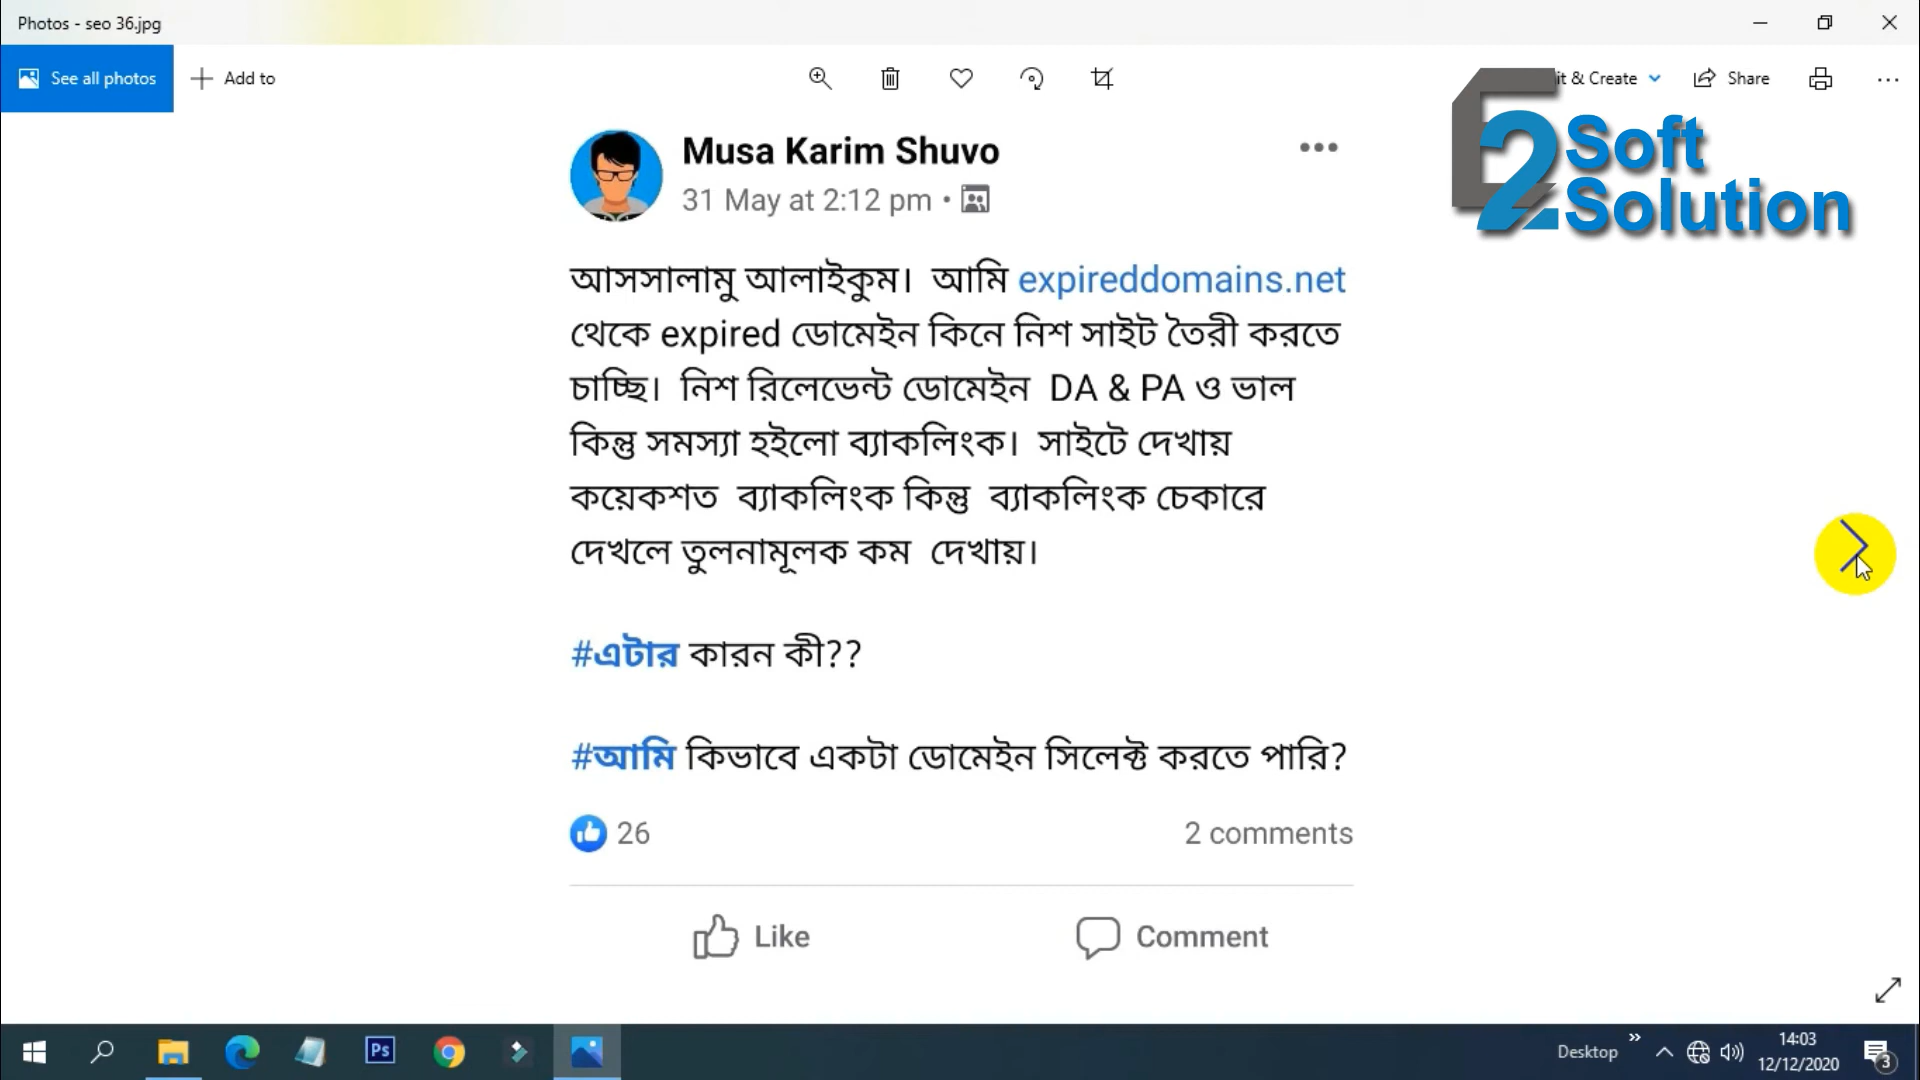 Photos - seo 36.jpg
See all photos
Add to
it & Create
Share
Soft
2
Solution
Musa Karim Shuvo
31 May at 2:12 pm •
আসসালামু আলাইকুম। আমি expireddomains.net
থেকে expired ডোমেইন কিনে নিশ সাইট তৈরী করতে
চাচ্ছি। নিশ রিলেভেন্ট ডোমেইন DA & PA ও ভাল
কিন্তু সমস্যা হইলো ব্যাকলিংক। সাইটে দেখায়
কয়েকশত ব্যাকলিংক কিন্তু ব্যাকলিংক চেকারে
দেখলে তুলনামূলক কম দেখায়।
#এটার কারন কী??
#আমি কিভাবে একটা ডোমেইন সিলেক্ট করতে পারি?
26
2 comments
Like
Comment
Ps
Desktop
14:03
12/12/2020
3